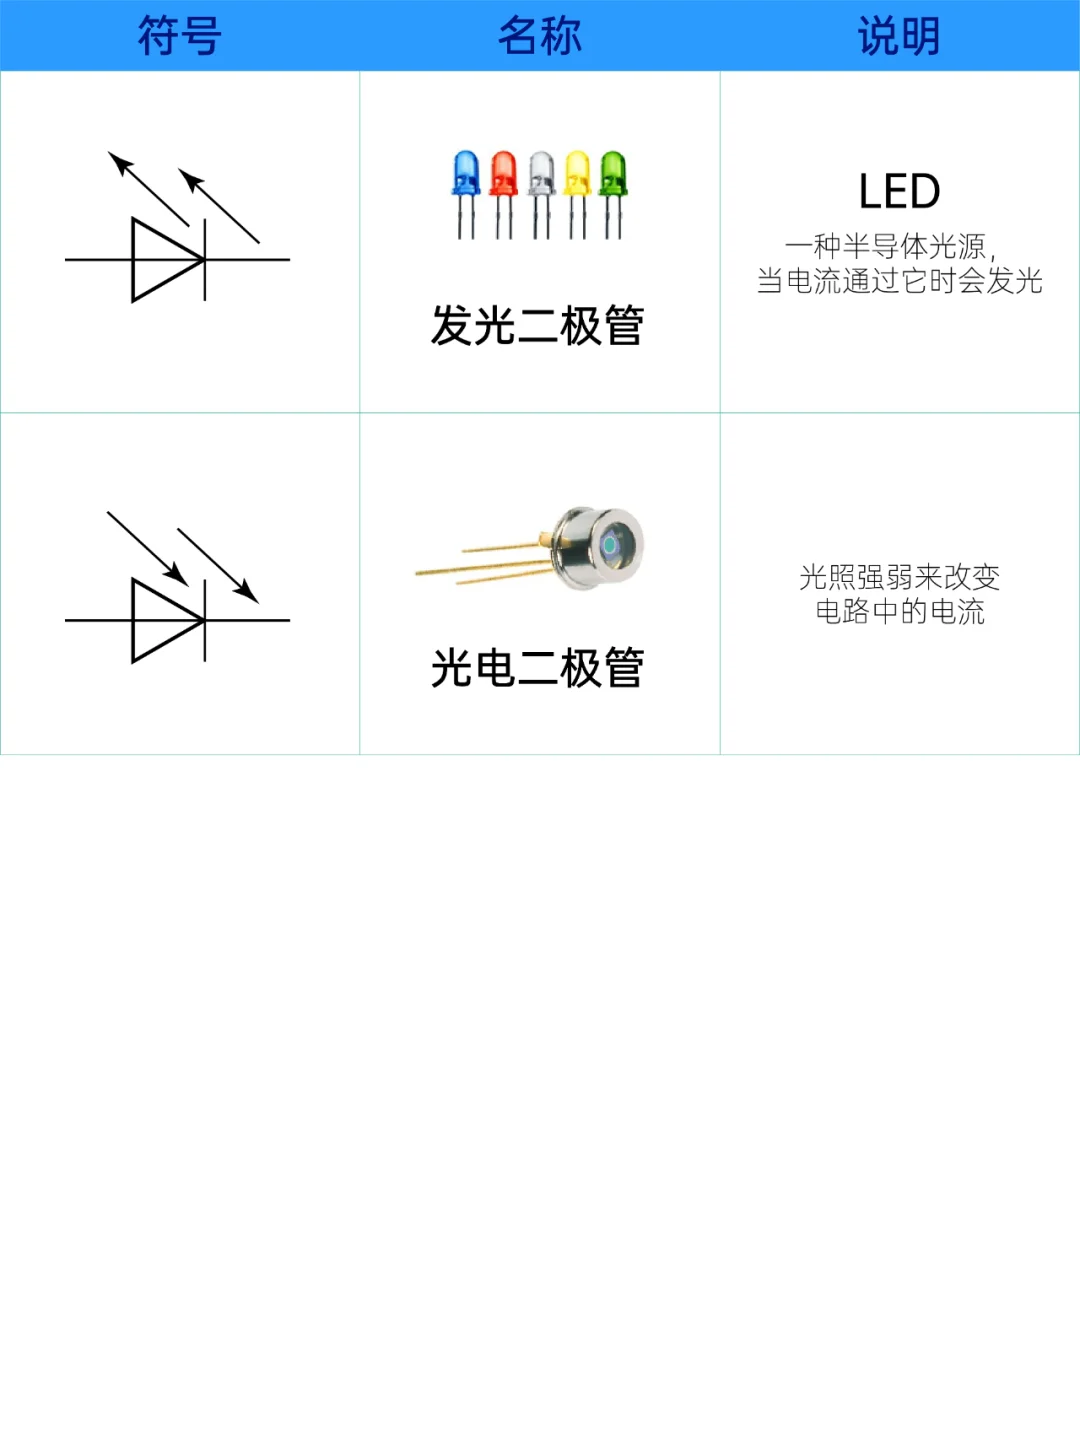 符号 名称 说明
LED
一种半导体光源,
当电流通过它时会发光
发光二极管
光照强弱来改变
电路中的电流
光电二极管